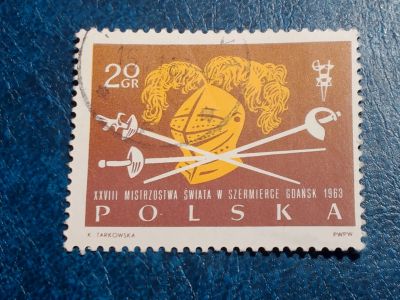 20
GR
XXVIII MISTRZOSTWA ŚWIATA W SZERMIERCE GDAŃSK 1963
POLSKA
K. TARKOWSKA PWPW